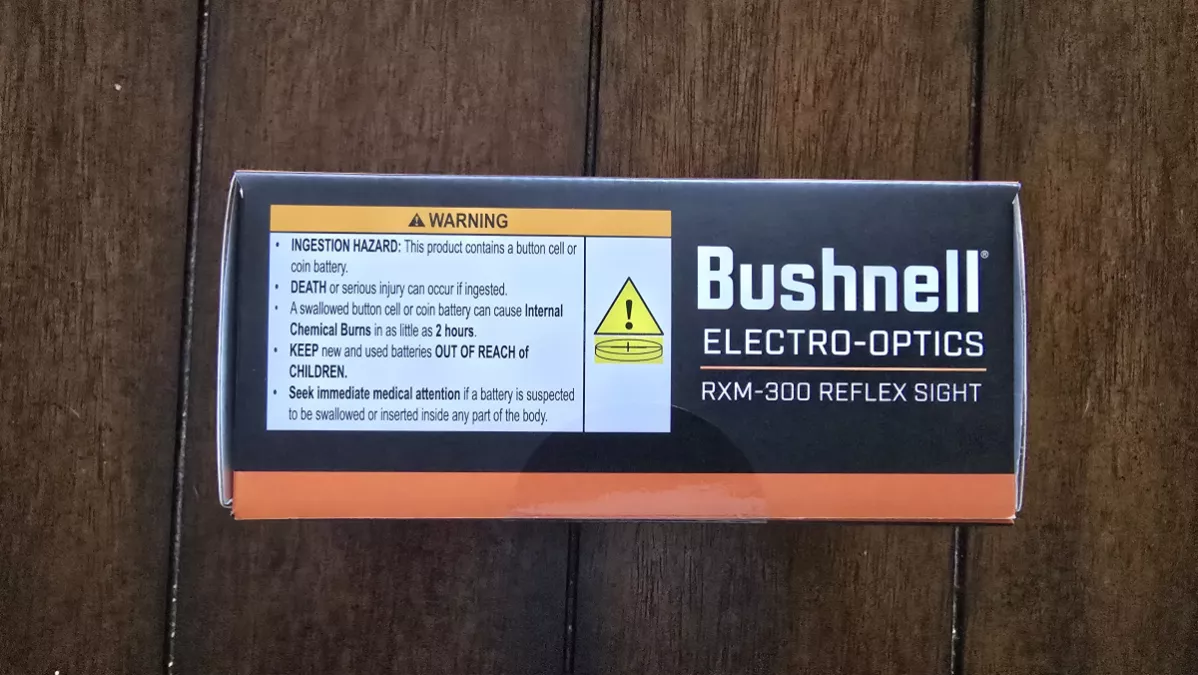 ⚠ WARNING
• INGESTION HAZARD: This product contains a button cell or
coin battery.
• DEATH or serious injury can occur if ingested.
• A swallowed button cell or coin battery can cause Internal
Chemical Burns in as little as 2 hours.
• KEEP new and used batteries OUT OF REACH of
CHILDREN.
• Seek immediate medical attention if a battery is suspected
to be swallowed or inserted inside any part of the body.
Bushnell®
ELECTRO-OPTICS
RXM-300 REFLEX SIGHT